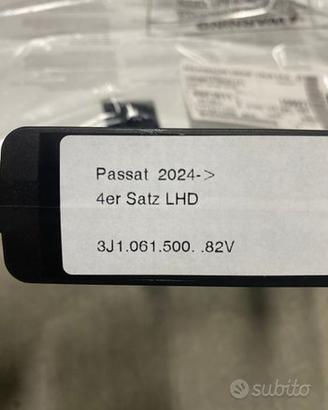 Passat 2024->
4er Satz LHD
3J1.061.500. .82V
subito